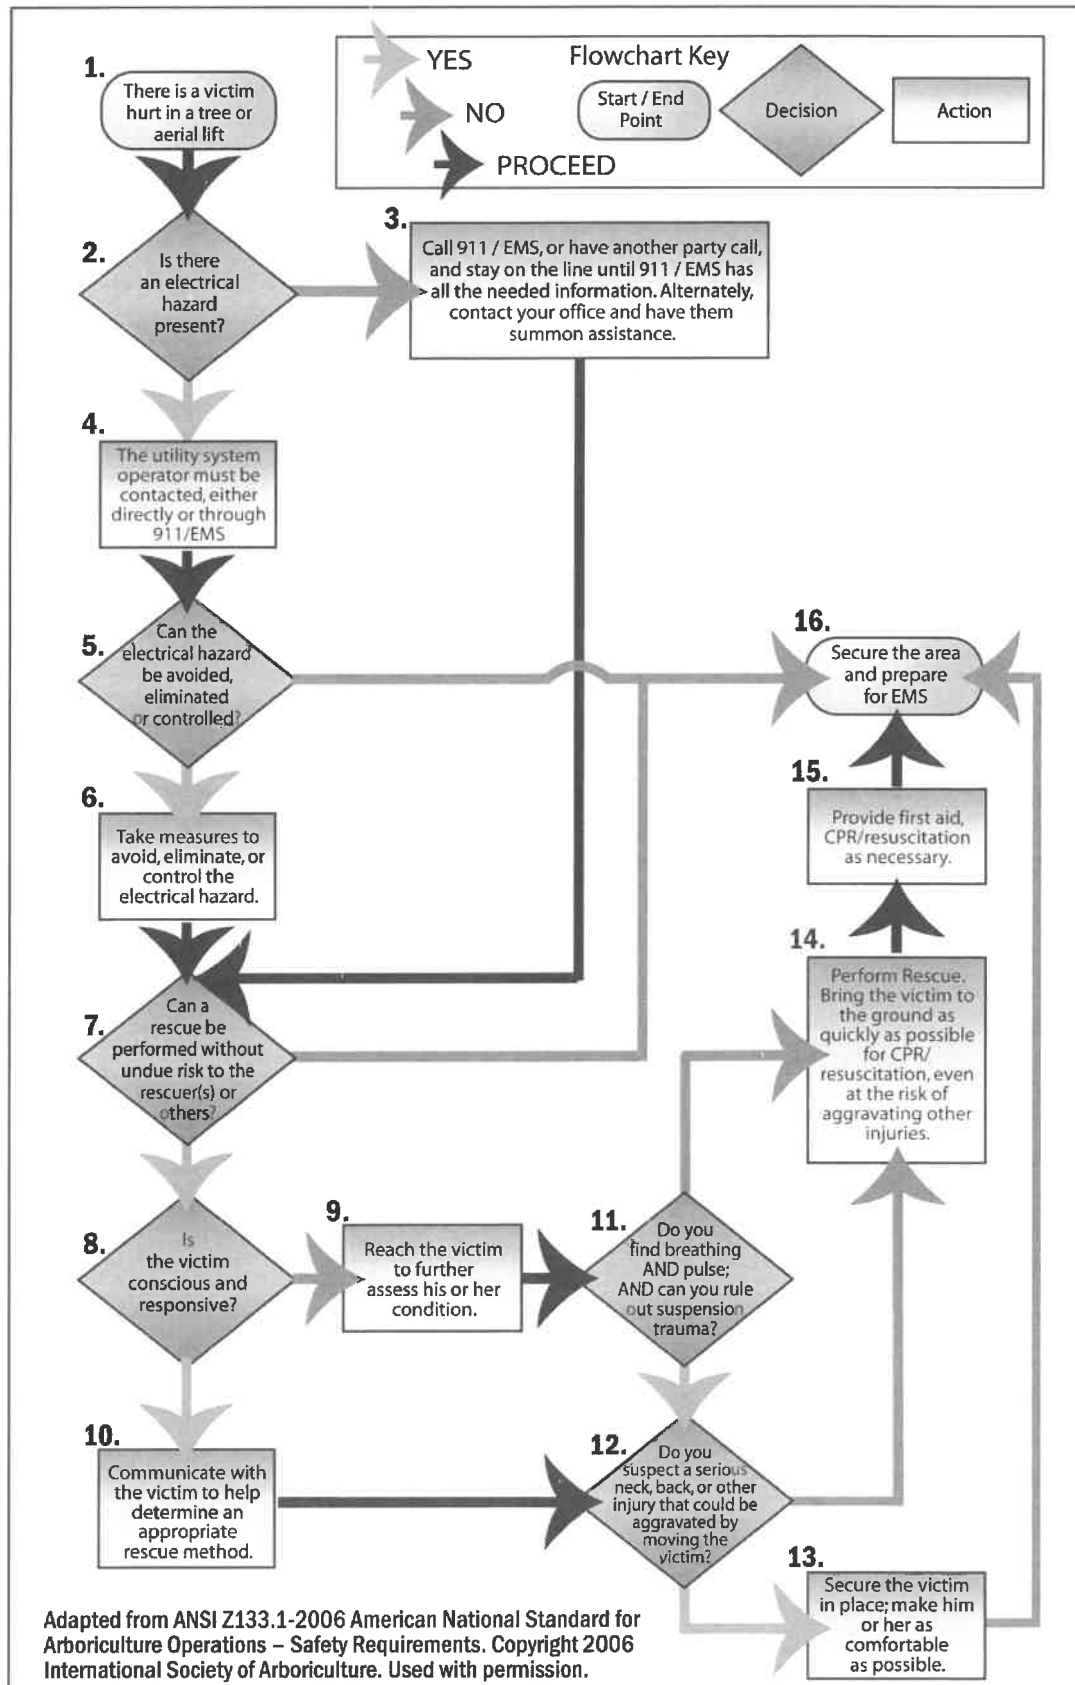 YES
NO
PROCEED
Flowchart Key
Start / End
Point
Decision
Action
1.
There is a victim
hurt in a tree or
aerial lift
2.
Is there
an electrical
hazard
present?
3.
Call 911 / EMS, or have another party call,
and stay on the line until 911 / EMS has
all the needed information. Alternately,
contact your office and have them
summon assistance.
4.
The utility system
operator must be
contacted, either
directly or through
911/EMS
5.
Can the
electrical hazard
be avoided,
eliminated
or controlled?
6.
Take measures to
avoid, eliminate, or
control the
electrical hazard.
7.
Can a
rescue be
performed without
undue risk to the
rescuer(s) or
others?
8.
Is
the victim
conscious and
responsive?
9.
Reach the victim
to further
assess his or her
condition.
10.
Communicate with
the victim to help
determine an
appropriate
rescue method.
11.
Do you
find breathing
AND pulse;
AND can you rule
out suspension
trauma?
12.
Do you
suspect a serious
neck, back, or other
injury that could be
aggravated by
moving the
victim?
13.
Secure the victim
in place; make him
or her as
comfortable
as possible.
14.
Perform Rescue.
Bring the victim to
the ground as
quickly as possible
for CPR/
resuscitation, even
at the risk of
aggravating other
injuries.
15.
Provide first aid,
CPR/resuscitation
as necessary.
16.
Secure the area
and prepare
for EMS
Adapted from ANSI Z133.1-2006 American National Standard for
Arboriculture Operations – Safety Requirements. Copyright 2006
International Society of Arboriculture. Used with permission.